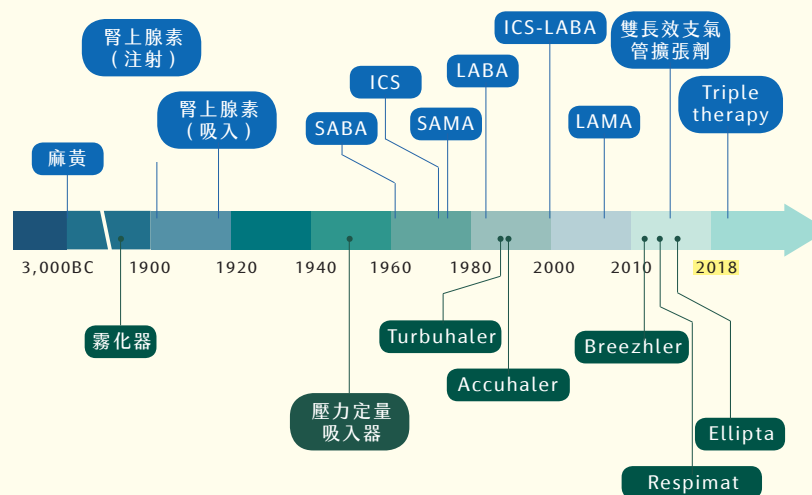 腎上腺素
(注射)
腎上腺素
(吸入)
麻黃
SABA
ICS
SAMA
LABA
ICS-LABA
LAMA
雙長效支氣
管擴張劑
Triple
therapy
3,000BC
1900
1920
1940
1960
1980
2000
2010
2018
霧化器
壓力定量
吸入器
Turbuhaler
Accuhaler
Breezhler
Ellipta
Respimat